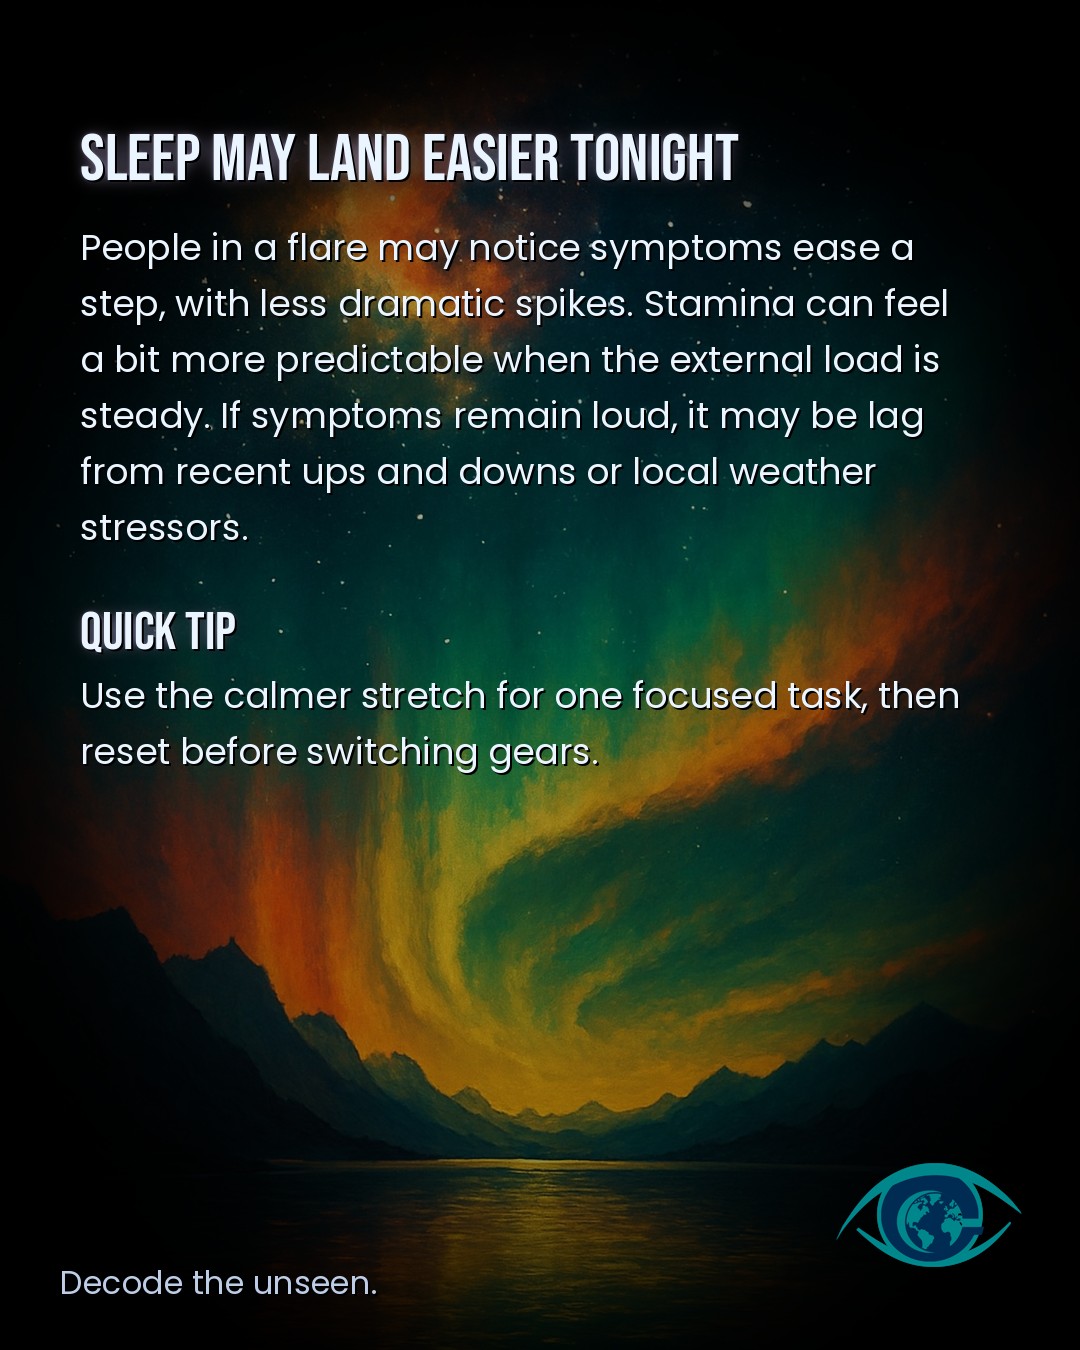 SLEEP MAY LAND EASIER TONIGHT
People in a flare may notice symptoms ease a
step, with less dramatic spikes. Stamina can feel
a bit more predictable when the external load is
steady. If symptoms remain loud, it may be lag
from recent ups and downs or local weather
stressors.
QUICK TIP
Use the calmer stretch for one focused task, then
reset before switching gears.
Decode the unseen.